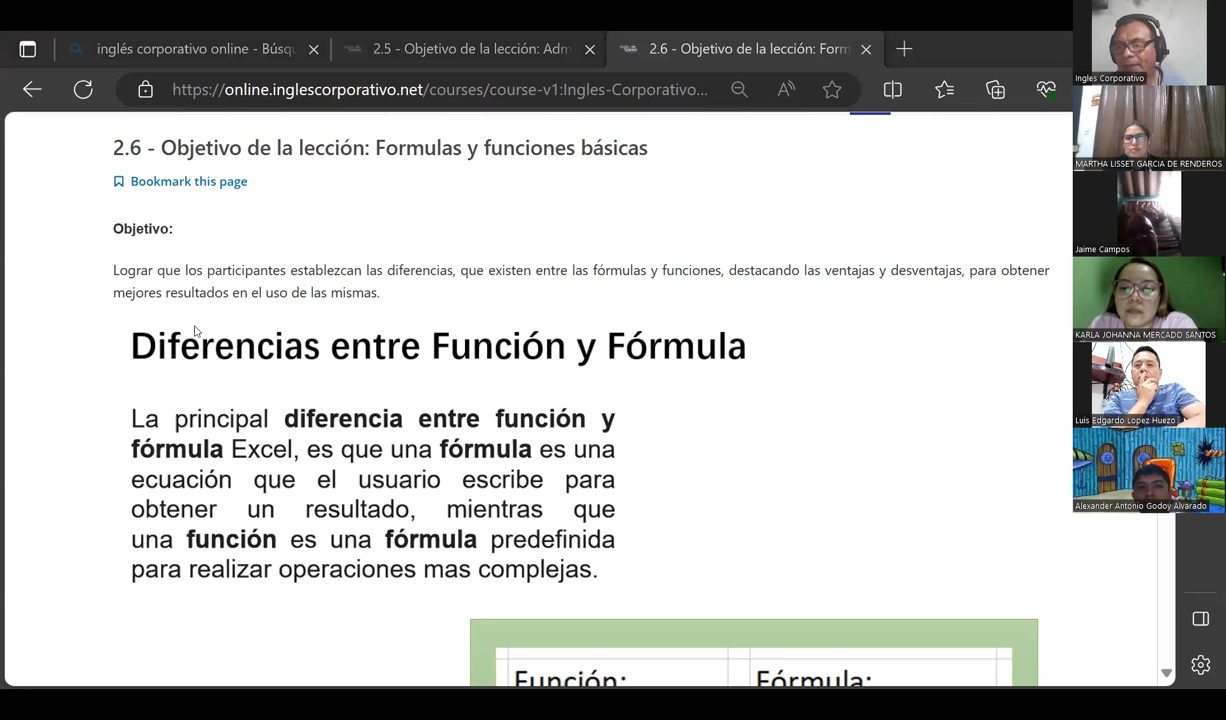 inglés corporativo online - Búsqu
2.5 - Objetivo de la lección: Adm
2.6 - Objetivo de la lección: Form
https://online.inglescorporativo.net/courses/course-v1:Ingles-Corporativo...
2.6 - Objetivo de la lección: Formulas y funciones básicas
Bookmark this page
Objetivo:
Lograr que los participantes establezcan las diferencias, que existen entre las fórmulas y funciones, destacando las ventajas y desventajas, para obtener
mejores resultados en el uso de las mismas.
Diferencias entre Función y Fórmula
La principal diferencia entre función y
fórmula Excel, es que una fórmula es una
ecuación que el usuario escribe para
obtener un resultado, mientras que
una función es una fórmula predefinida
para realizar operaciones mas complejas.
Función:
Fórmula:
Ingles Corporativo
MARTHA LISSET GARCIA DE RENDEROS
Jaime Campos
KARLA JOHANNA MERCADO SANTOS
Luis Edgardo Lopez Huezo
Alexander Antonio Godoy Alvarado